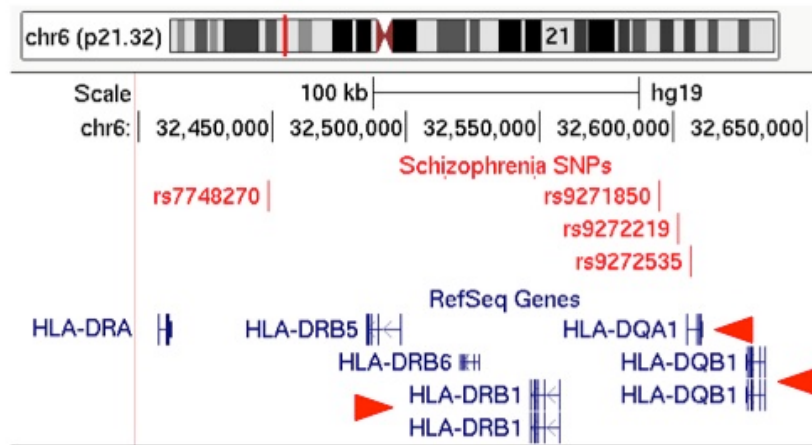 chr6 (p21.32) 21
Scale 100 kb hg19
chr6: 32,450,000 32,500,000 32,550,000 32,600,000 32,650,000
Schizophrenia SNPs
rs7748270 rs9271850
rs9272219
rs9272535
RefSeq Genes
HLA-DRA HLA-DRB5 HLA-DQA1
HLA-DRB6 HLA-DQB1
HLA-DRB1 HLA-DQB1
HLA-DRB1